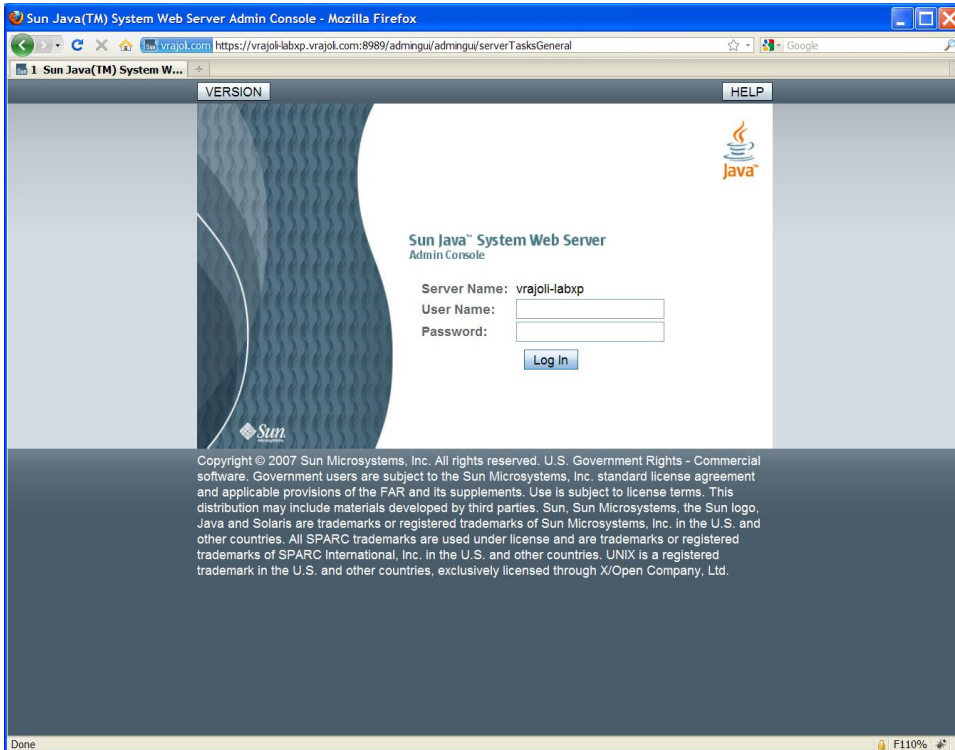 Sun Java(TM) System Web Server Admin Console - Mozilla Firefox
vrajoli.com https://vrajoli-labxp.vrajoli.com:8989/admingui/admingui/serverTasksGeneral
Google
1 Sun Java(TM) System W...
VERSION HELP
Java™
Sun Java™ System Web Server
Admin Console
Server Name: vrajoli-labxp
User Name:
Password:
Log In
Sun
Copyright © 2007 Sun Microsystems, Inc. All rights reserved. U.S. Government Rights - Commercial
software. Government users are subject to the Sun Microsystems, Inc. standard license agreement
and applicable provisions of the FAR and its supplements. Use is subject to license terms. This
distribution may include materials developed by third parties. Sun, Sun Microsystems, the Sun logo,
Java and Solaris are trademarks or registered trademarks of Sun Microsystems, Inc. in the U.S. and
other countries. All SPARC trademarks are used under license and are trademarks or registered
trademarks of SPARC International, Inc. in the U.S. and other countries. UNIX is a registered
trademark in the U.S. and other countries, exclusively licensed through X/Open Company, Ltd.
Done F110%